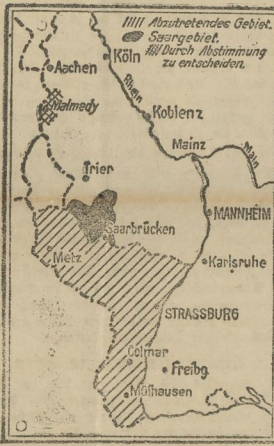 Abzutretendes Gebiet.
Saargebiet.
Durch Abstimmung
zu entscheiden.
Köln
Aachen
Rhein
Malmedy
Koblenz
Mainz
Main
Trier
MANNHEIM
Saarbrücken
Metz
Karlsruhe
STRASSBURG
Colmar
Freibg.
Mülhausen